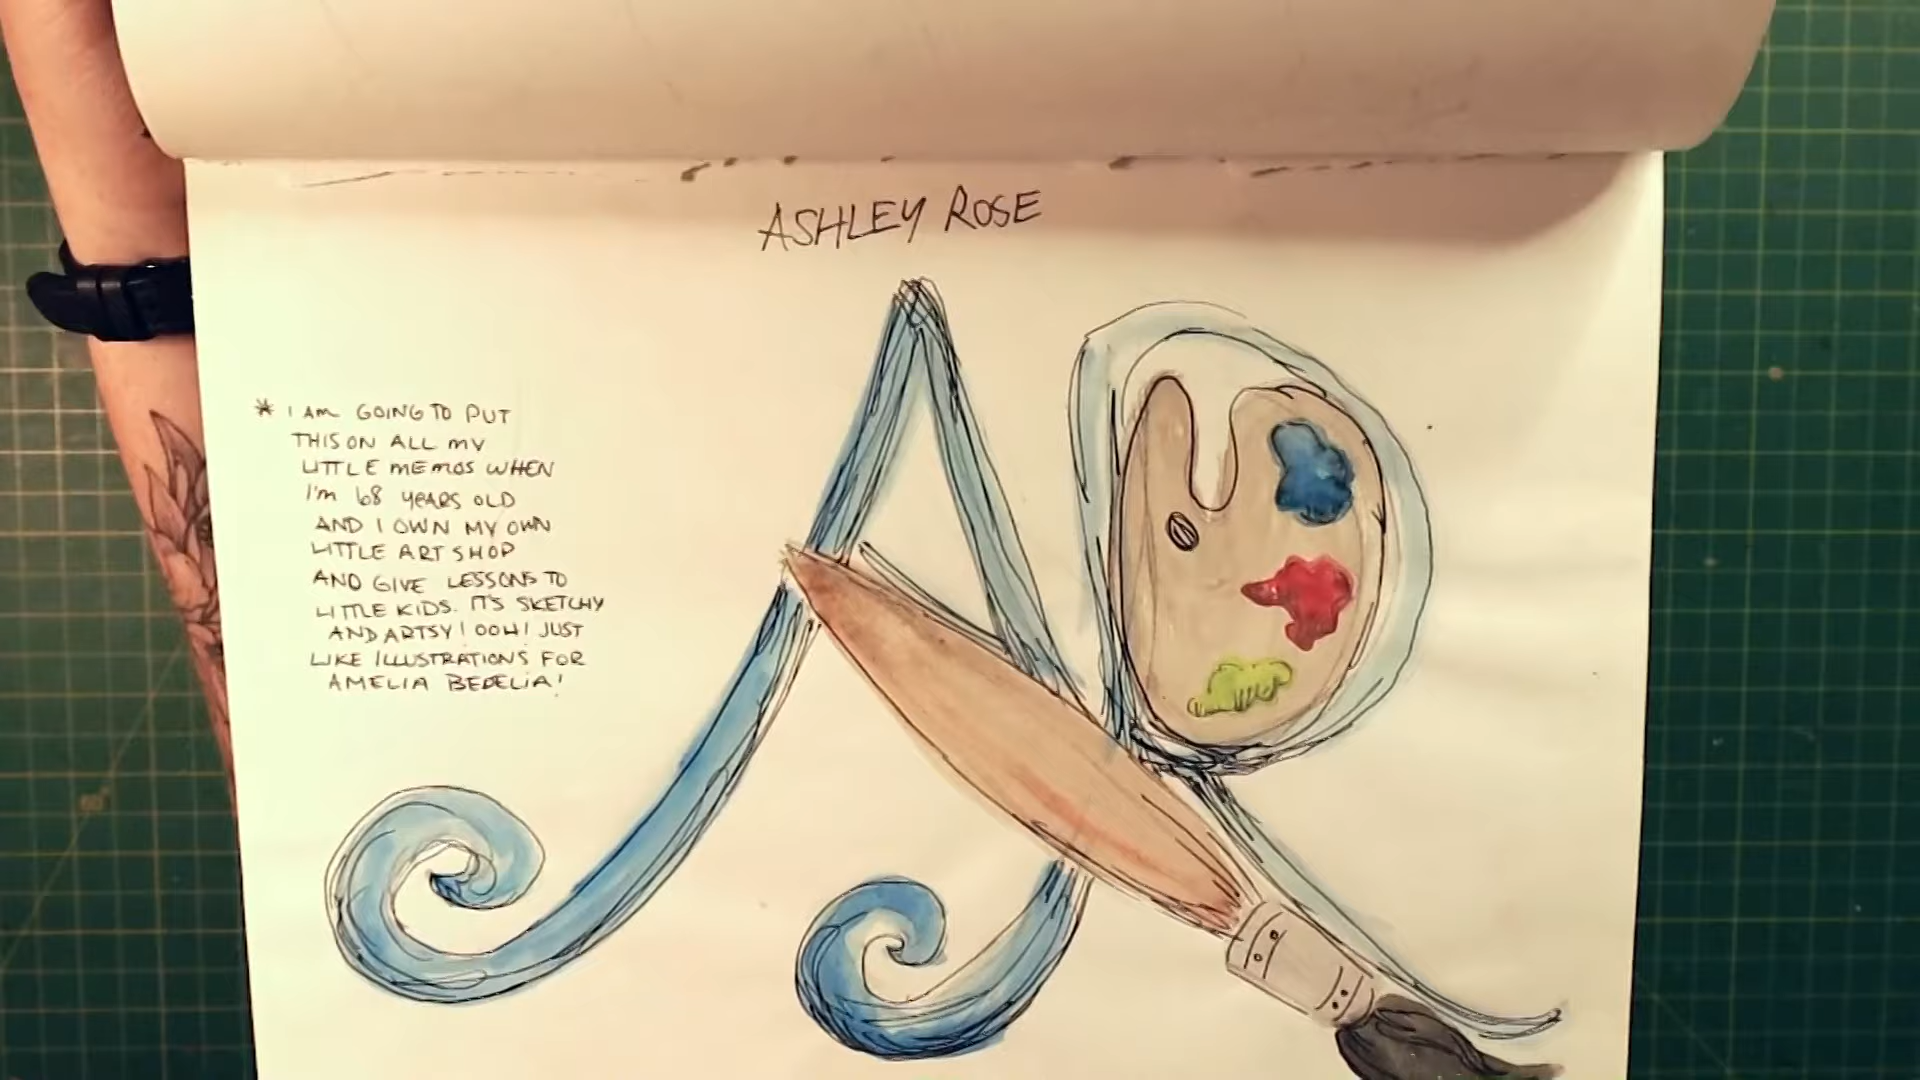 ASHLEY ROSE
* I AM GOING TO PUT
THIS ON ALL MY
LITTLE MEMOS WHEN
I'M 68 YEARS OLD
AND I OWN MY OWN
LITTLE ART SHOP
AND GIVE LESSONS TO
LITTLE KIDS. IT'S SKETCHY
AND ARTSY! OOH! JUST
LIKE ILLUSTRATIONS FOR
AMELIA BEDELIA!
AR
60°